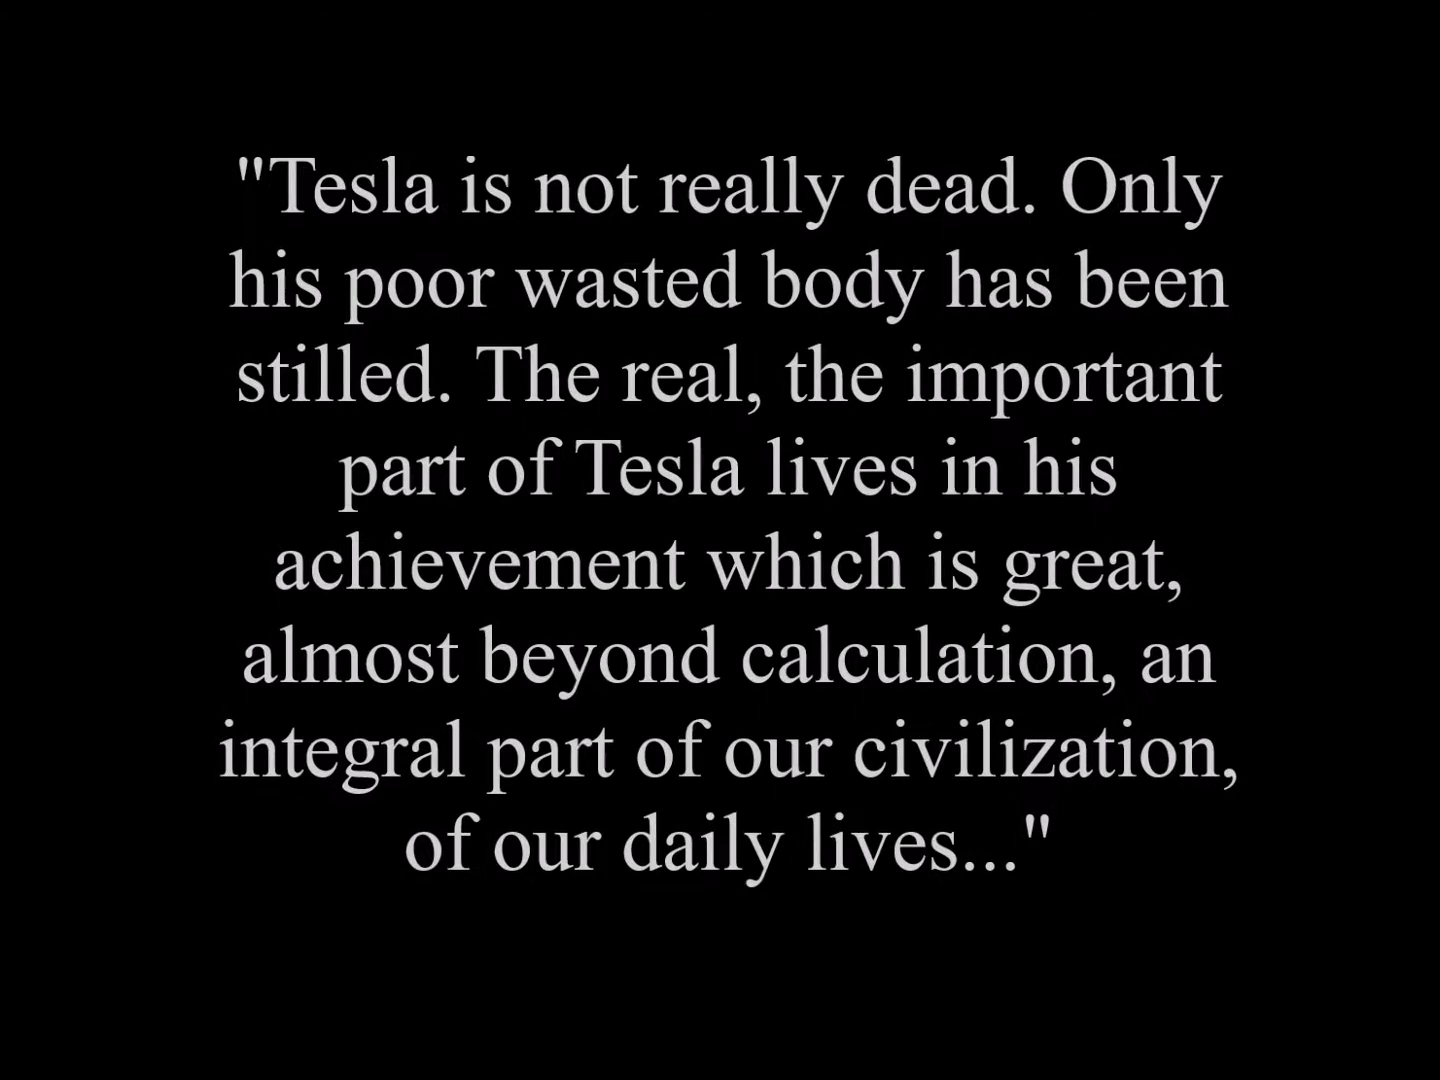 "Tesla is not really dead. Only
his poor wasted body has been
stilled. The real, the important
part of Tesla lives in his
achievement which is great,
almost beyond calculation, an
integral part of our civilization,
of our daily lives..."